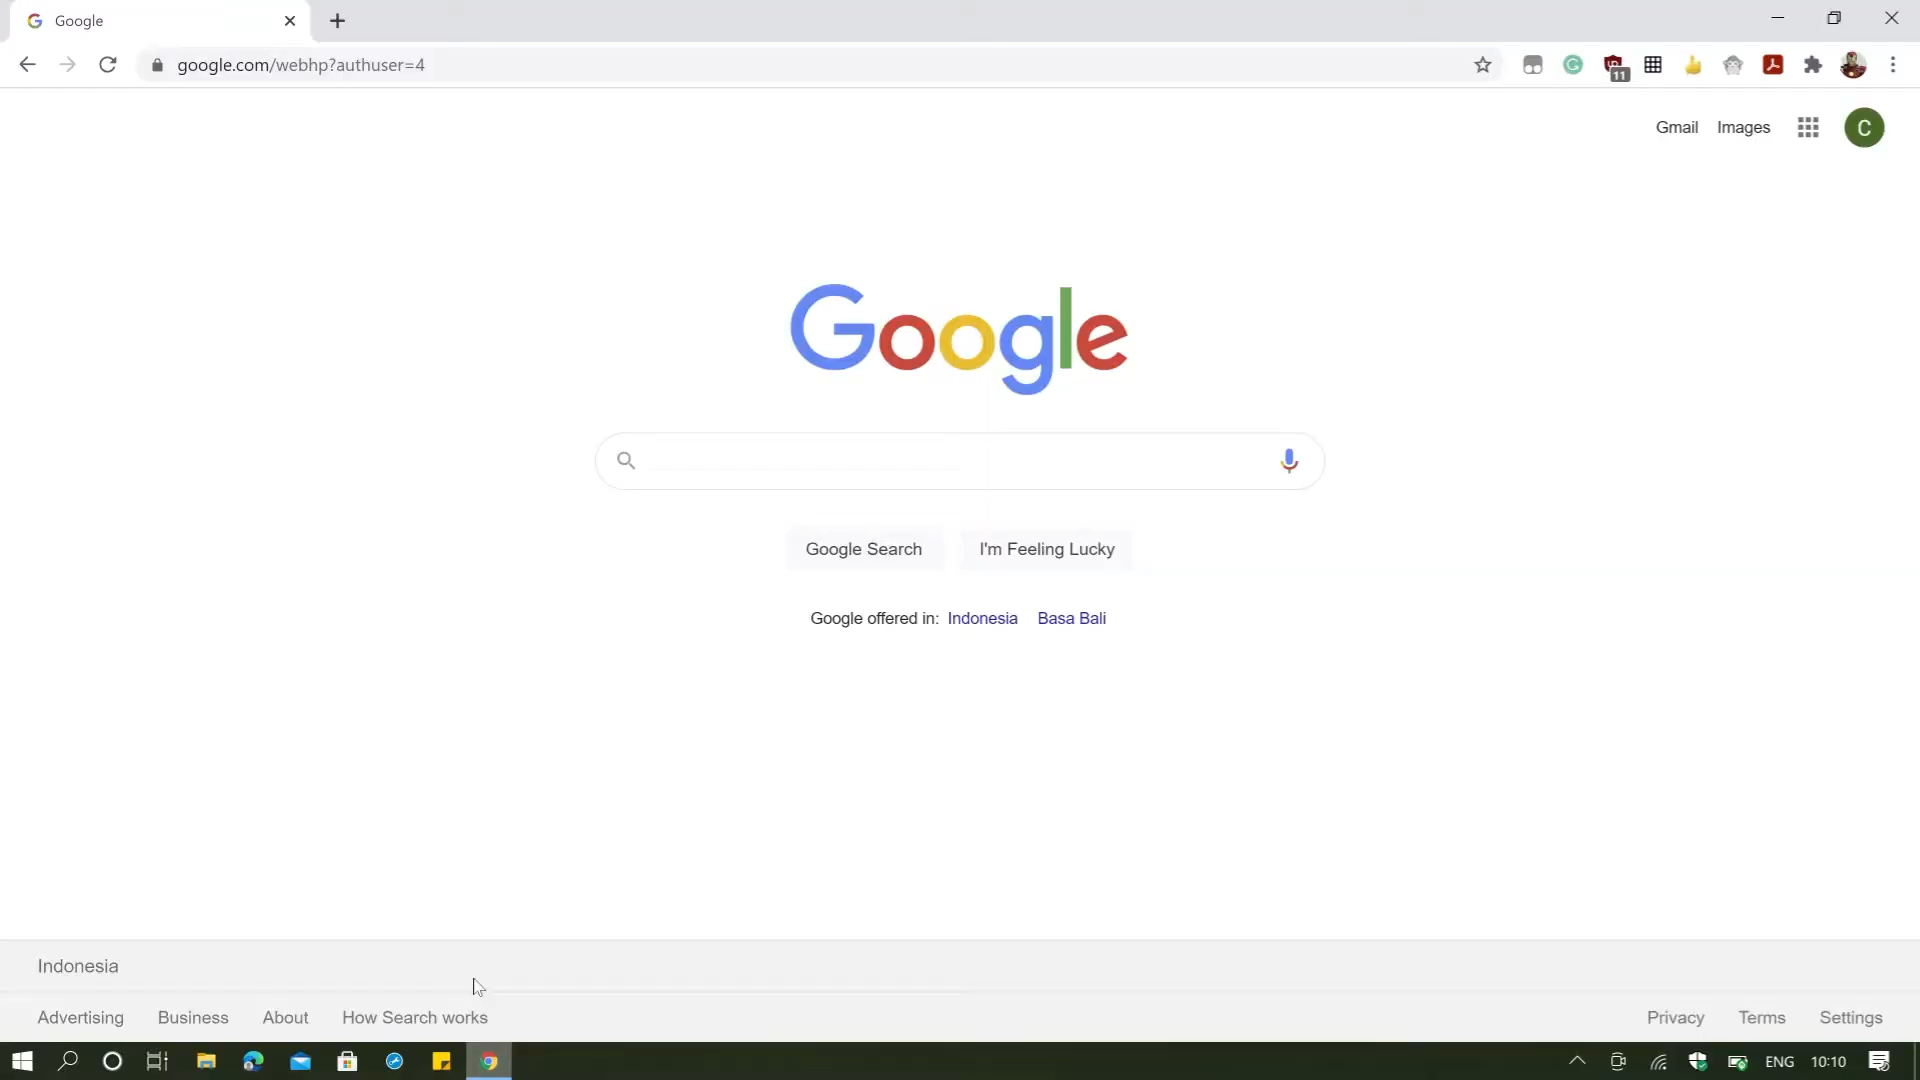 Google
google.com/webhp?authuser=4
11
Gmail Images
C
Google
Google Search I'm Feeling Lucky
Google offered in: Indonesia Basa Bali
Indonesia
Advertising Business About How Search works Privacy Terms Settings
ENG 10:10